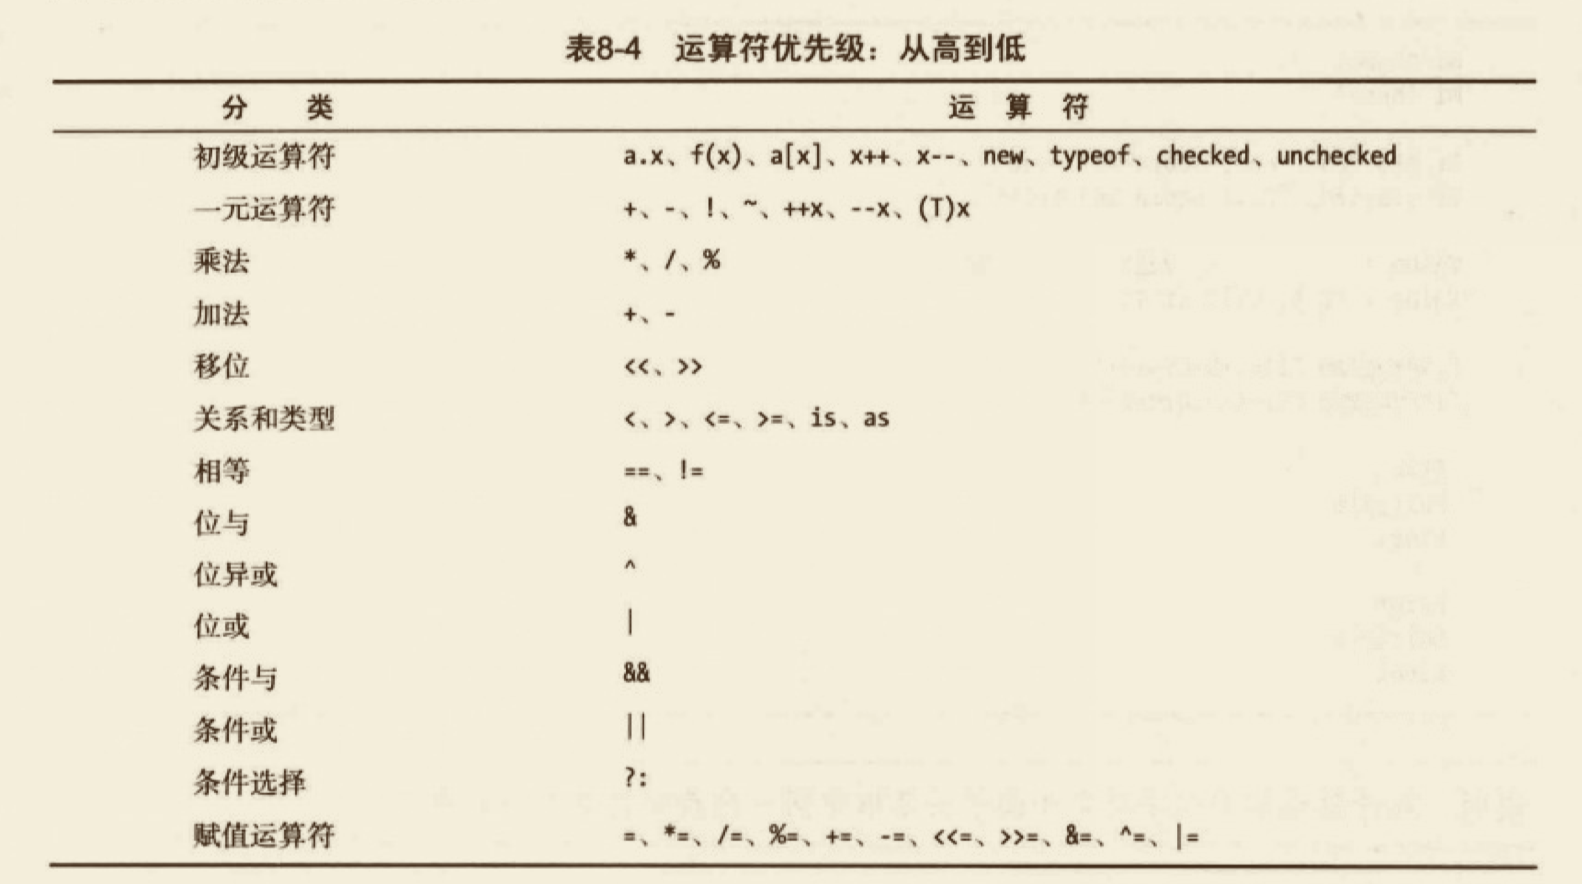 表8-4 运算符优先级：从高到低
分 类 运 算 符
初级运算符 a.x、f(x)、a[x]、x++、x--、new、typeof、checked、unchecked
一元运算符 +、-、!、~、++x、--x、(T)x
乘法 *、/、%
加法 +、-
移位 <<、>>
关系和类型 <、>、<=、>=、is、as
相等 ==、!=
位与 &
位异或 ^
位或 |
条件与 &&
条件或 ||
条件选择 ?:
赋值运算符 =、*=、/=、%=、+=、-=、<<=、>>=、&=、^=、|=